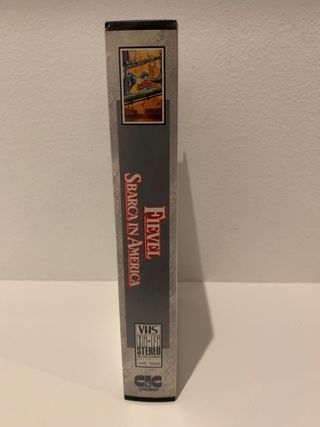 FIEVEL
SBARCA IN AMERICA
VHS
HI-FI
STEREO
CIC
VIDEO